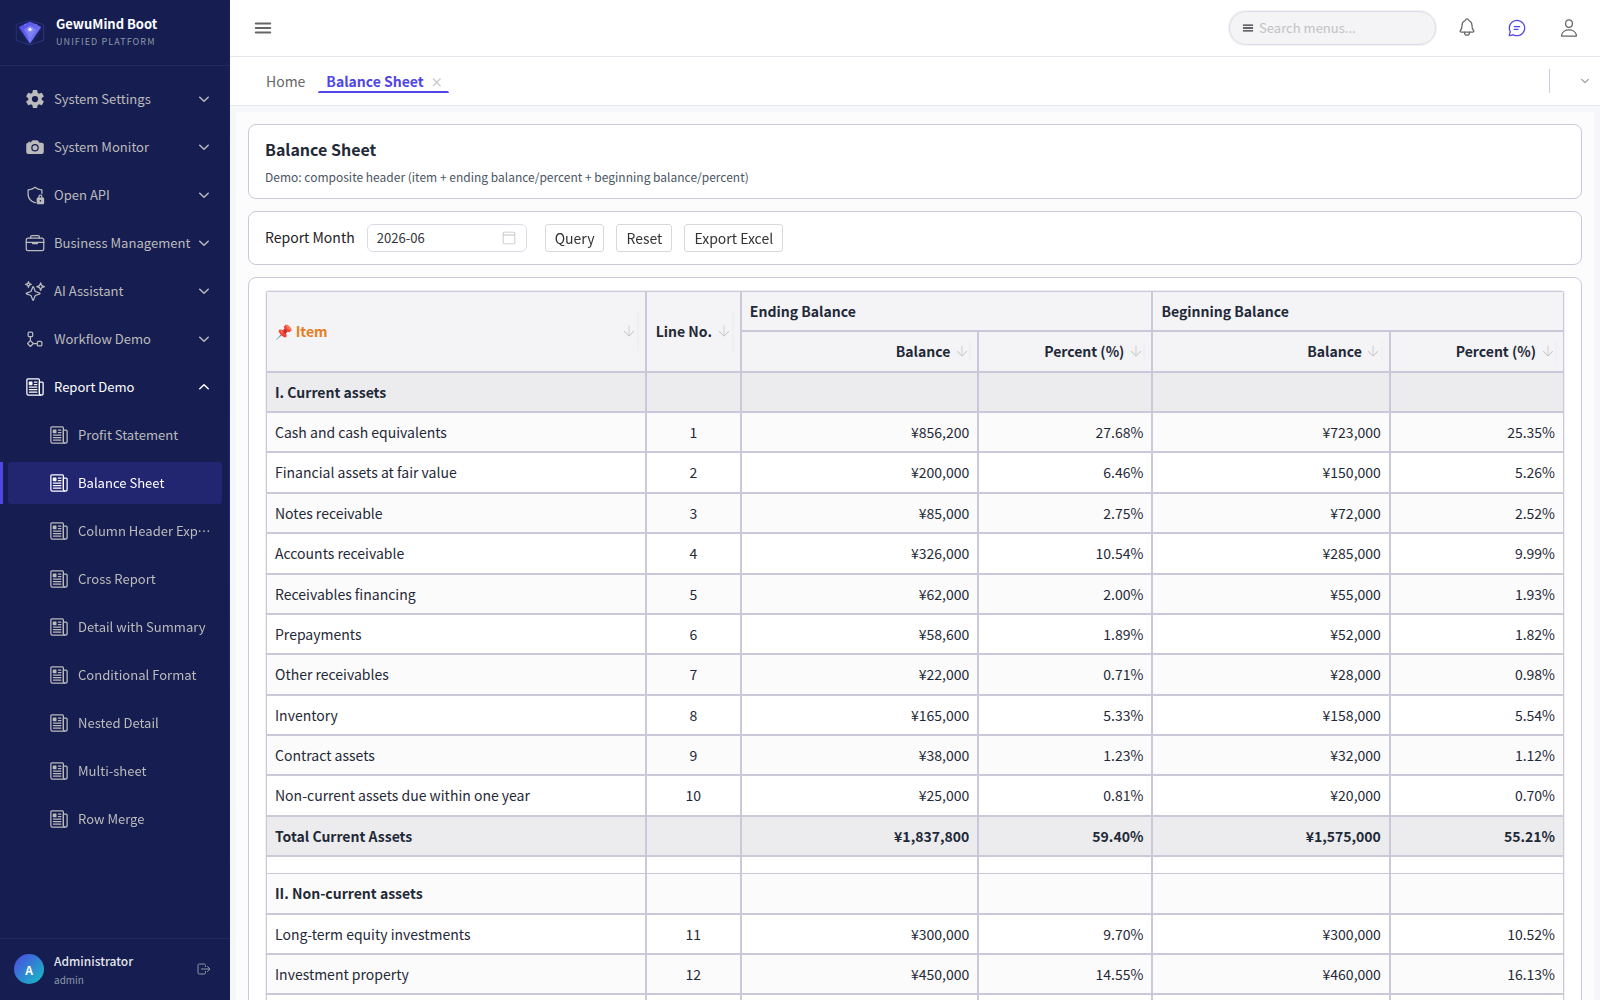 GewuMind Boot
UNIFIED PLATFORM
System Settings
System Monitor
Open API
Business Management
AI Assistant
Workflow Demo
Report Demo
Profit Statement
Balance Sheet
Column Header Exp···
Cross Report
Detail with Summary
Conditional Format
Nested Detail
Multi-sheet
Row Merge
A
Administrator
admin
Search menus...
Home Balance Sheet
Balance Sheet
Demo: composite header (item + ending balance/percent + beginning balance/percent)
Report Month 2026-06 Query Reset Export Excel
Item Line No. Ending Balance Beginning Balance
Balance Percent (%) Balance Percent (%)
I. Current assets
Cash and cash equivalents 1 ¥856,200 27.68% ¥723,000 25.35%
Financial assets at fair value 2 ¥200,000 6.46% ¥150,000 5.26%
Notes receivable 3 ¥85,000 2.75% ¥72,000 2.52%
Accounts receivable 4 ¥326,000 10.54% ¥285,000 9.99%
Receivables financing 5 ¥62,000 2.00% ¥55,000 1.93%
Prepayments 6 ¥58,600 1.89% ¥52,000 1.82%
Other receivables 7 ¥22,000 0.71% ¥28,000 0.98%
Inventory 8 ¥165,000 5.33% ¥158,000 5.54%
Contract assets 9 ¥38,000 1.23% ¥32,000 1.12%
Non-current assets due within one year 10 ¥25,000 0.81% ¥20,000 0.70%
Total Current Assets ¥1,837,800 59.40% ¥1,575,000 55.21%
II. Non-current assets
Long-term equity investments 11 ¥300,000 9.70% ¥300,000 10.52%
Investment property 12 ¥450,000 14.55% ¥460,000 16.13%